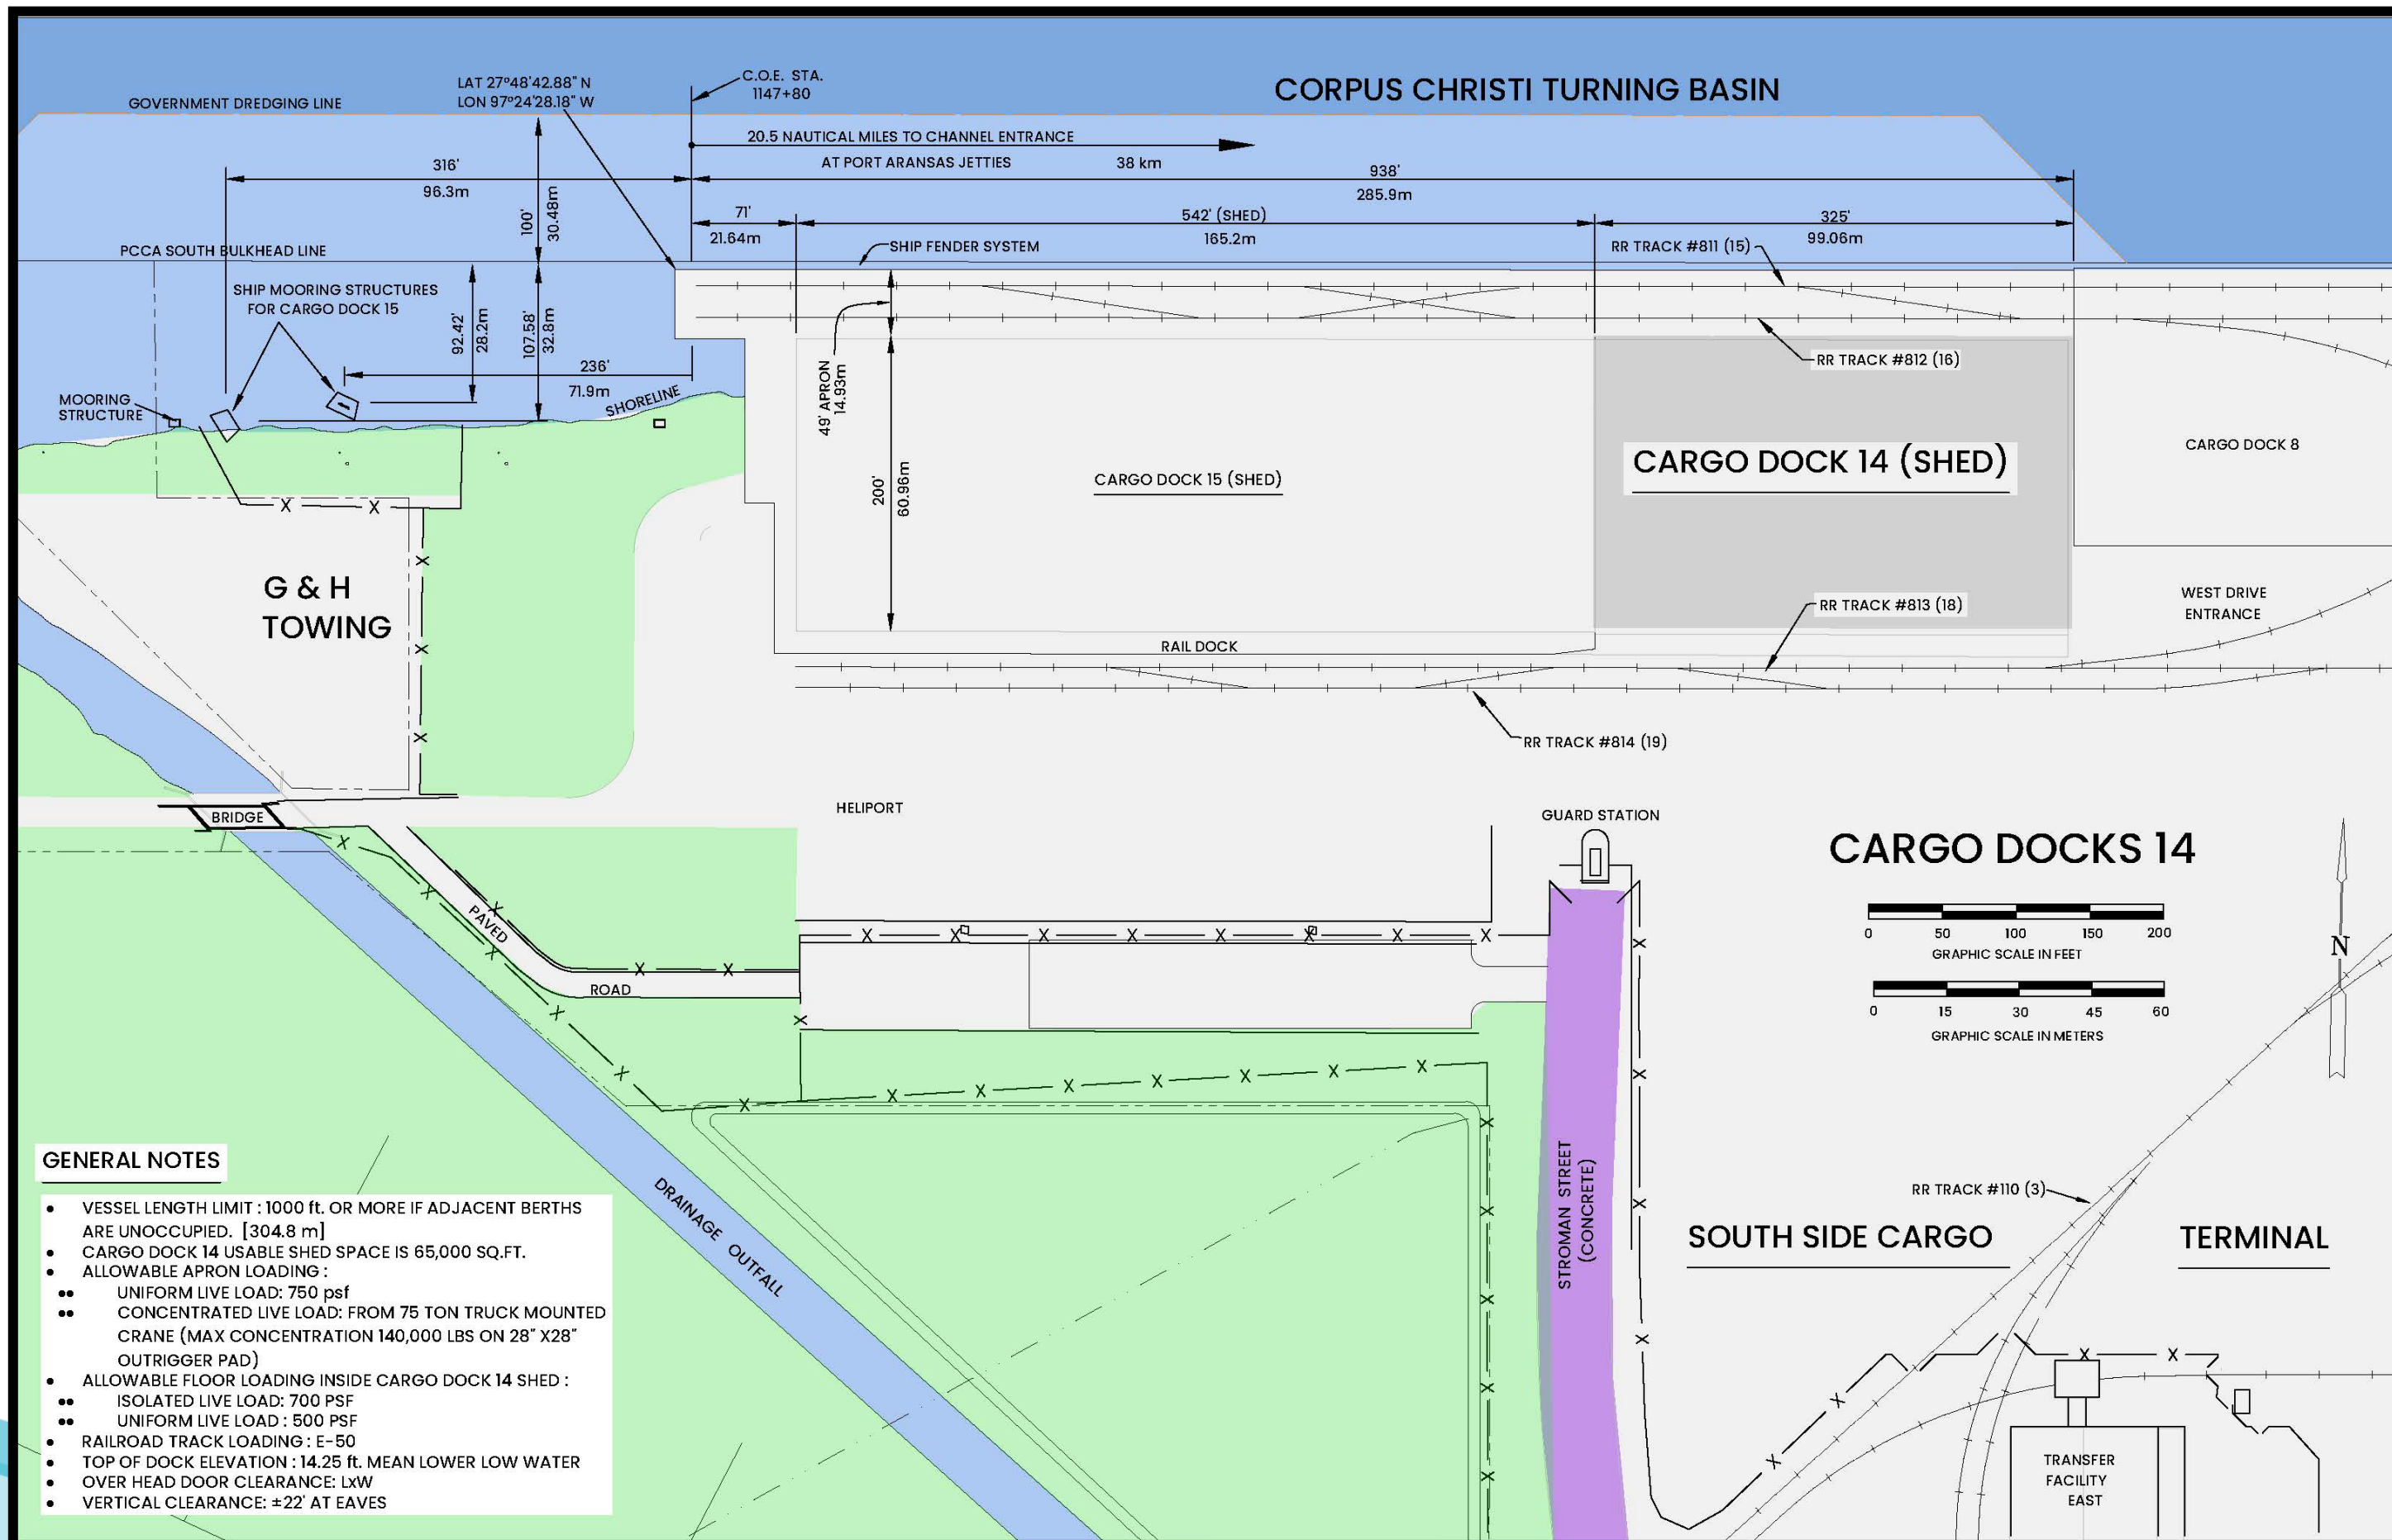 CORPUS CHRISTI TURNING BASIN
GOVERNMENT DREDGING LINE
LAT 27º48'42.88" N
LON 97º24'28.18" W
C.O.E. STA.
1147+80
20.5 NAUTICAL MILES TO CHANNEL ENTRANCE
AT PORT ARANSAS JETTIES
38 km
316'
96.3m
938'
285.9m
100'
30.48m
71'
21.64m
542' (SHED)
165.2m
325'
99.06m
PCCA SOUTH BULKHEAD LINE
SHIP FENDER SYSTEM
RR TRACK #811 (15)
SHIP MOORING STRUCTURES
FOR CARGO DOCK 15
92.42'
28.2m
107.58'
32.8m
236'
71.9m
SHORELINE
MOORING
STRUCTURE
49' APRON
14.93m
RR TRACK #812 (16)
CARGO DOCK 14 (SHED)
CARGO DOCK 8
CARGO DOCK 15 (SHED)
200'
60.96m
G & H
TOWING
WEST DRIVE
ENTRANCE
RR TRACK #813 (18)
RAIL DOCK
RR TRACK #814 (19)
HELIPORT
BRIDGE
GUARD STATION
CARGO DOCKS 14
0 50 100 150 200
GRAPHIC SCALE IN FEET
0 15 30 45 60
GRAPHIC SCALE IN METERS
N
PAVED
ROAD
DRAINAGE OUTFALL
STROMAN STREET
(CONCRETE)
RR TRACK #110 (3)
SOUTH SIDE CARGO TERMINAL
TRANSFER
FACILITY
EAST
GENERAL NOTES
• VESSEL LENGTH LIMIT : 1000 ft. OR MORE IF ADJACENT BERTHS
ARE UNOCCUPIED. [304.8 m]
• CARGO DOCK 14 USABLE SHED SPACE IS 65,000 SQ.FT.
• ALLOWABLE APRON LOADING :
•• UNIFORM LIVE LOAD: 750 psf
•• CONCENTRATED LIVE LOAD: FROM 75 TON TRUCK MOUNTED
CRANE (MAX CONCENTRATION 140,000 LBS ON 28" X28"
OUTRIGGER PAD)
• ALLOWABLE FLOOR LOADING INSIDE CARGO DOCK 14 SHED :
•• ISOLATED LIVE LOAD: 700 PSF
•• UNIFORM LIVE LOAD : 500 PSF
• RAILROAD TRACK LOADING : E-50
• TOP OF DOCK ELEVATION : 14.25 ft. MEAN LOWER LOW WATER
• OVER HEAD DOOR CLEARANCE: LxW
• VERTICAL CLEARANCE: ±22' AT EAVES